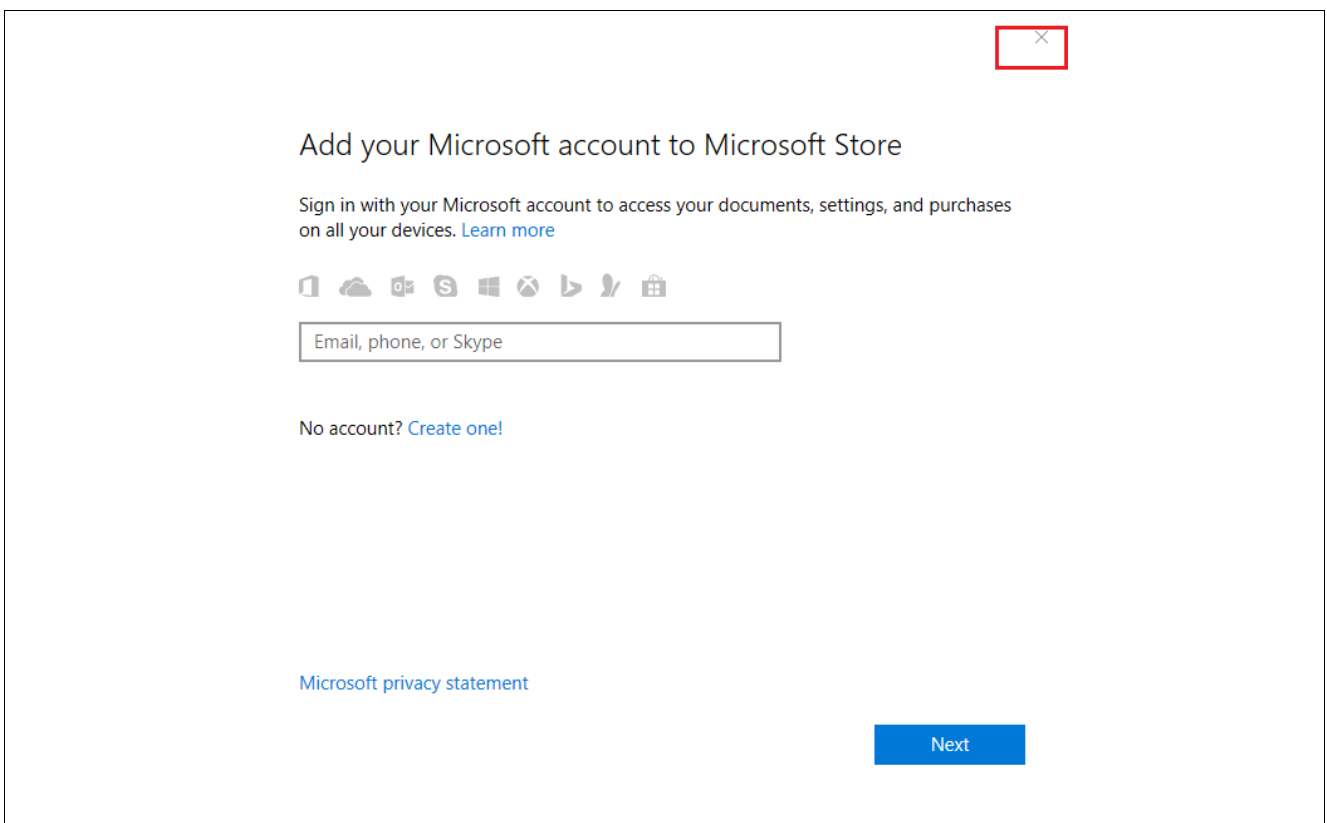 Add your Microsoft account to Microsoft Store
Sign in with your Microsoft account to access your documents, settings, and purchases
on all your devices. Learn more
Email, phone, or Skype
No account? Create one!
Microsoft privacy statement
Next